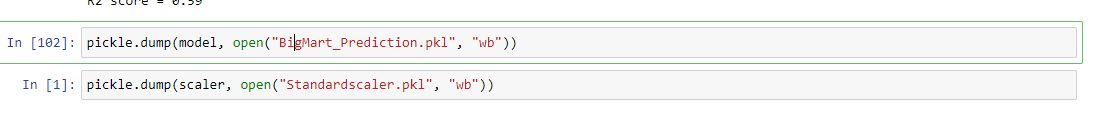 R2 score = 0.59
In [102]: pickle.dump(model, open("BigMart_Prediction.pkl", "wb"))
In [1]: pickle.dump(scaler, open("Standardscaler.pkl", "wb"))